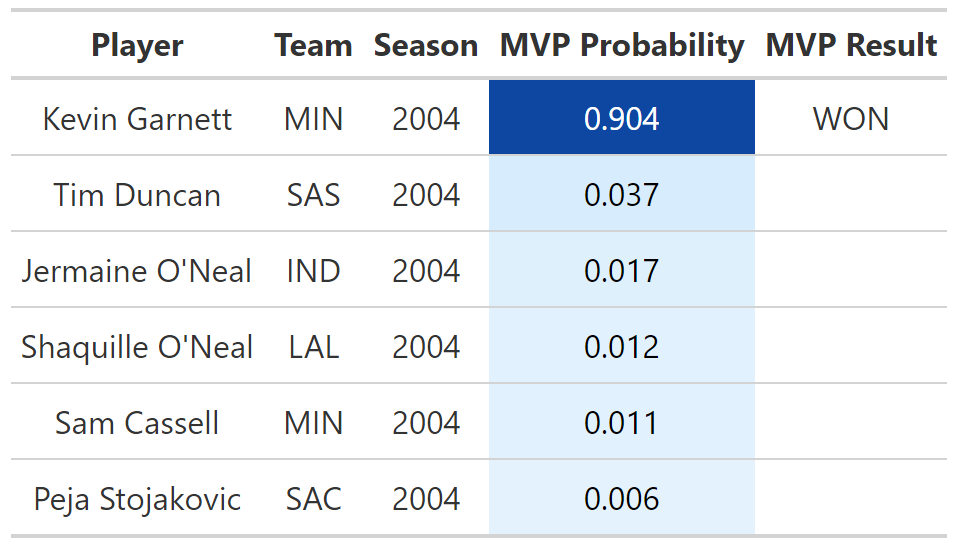 Player Team Season MVP Probability MVP Result
Kevin Garnett MIN 2004 0.904 WON
Tim Duncan SAS 2004 0.037
Jermaine O'Neal IND 2004 0.017
Shaquille O'Neal LAL 2004 0.012
Sam Cassell MIN 2004 0.011
Peja Stojakovic SAC 2004 0.006